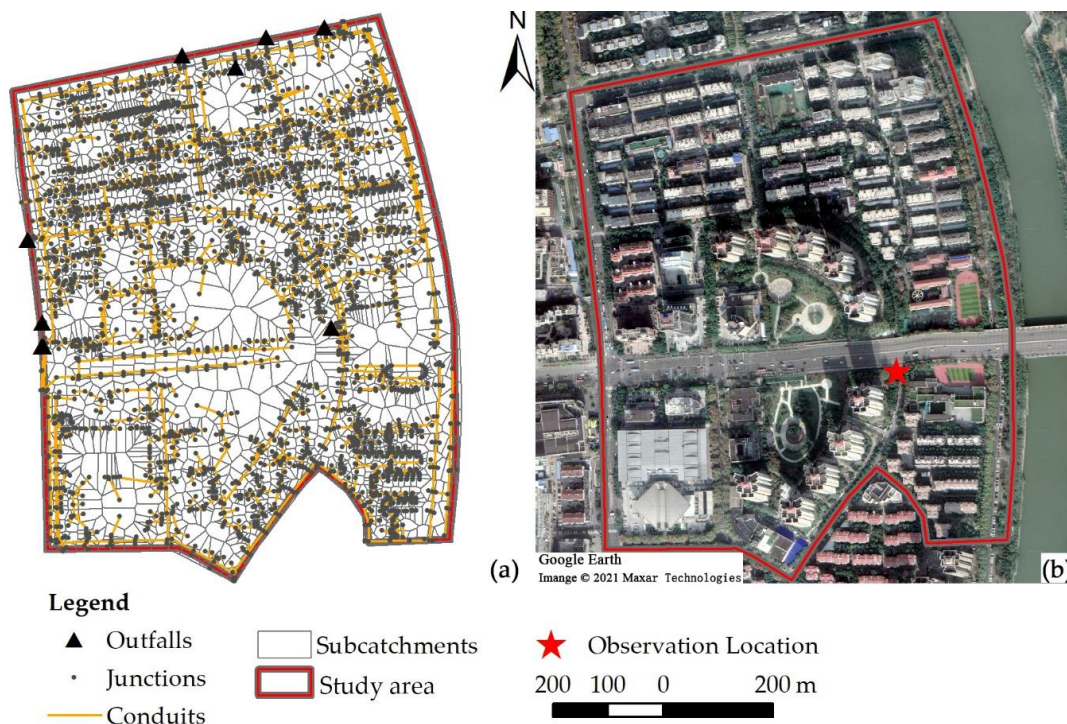 N
(a)
Google Earth
Imange © 2021 Maxar Technologies
(b)
Legend
Outfalls
Junctions
Conduits
Subcatchments
Study area
Observation Location
200 100 0 200 m